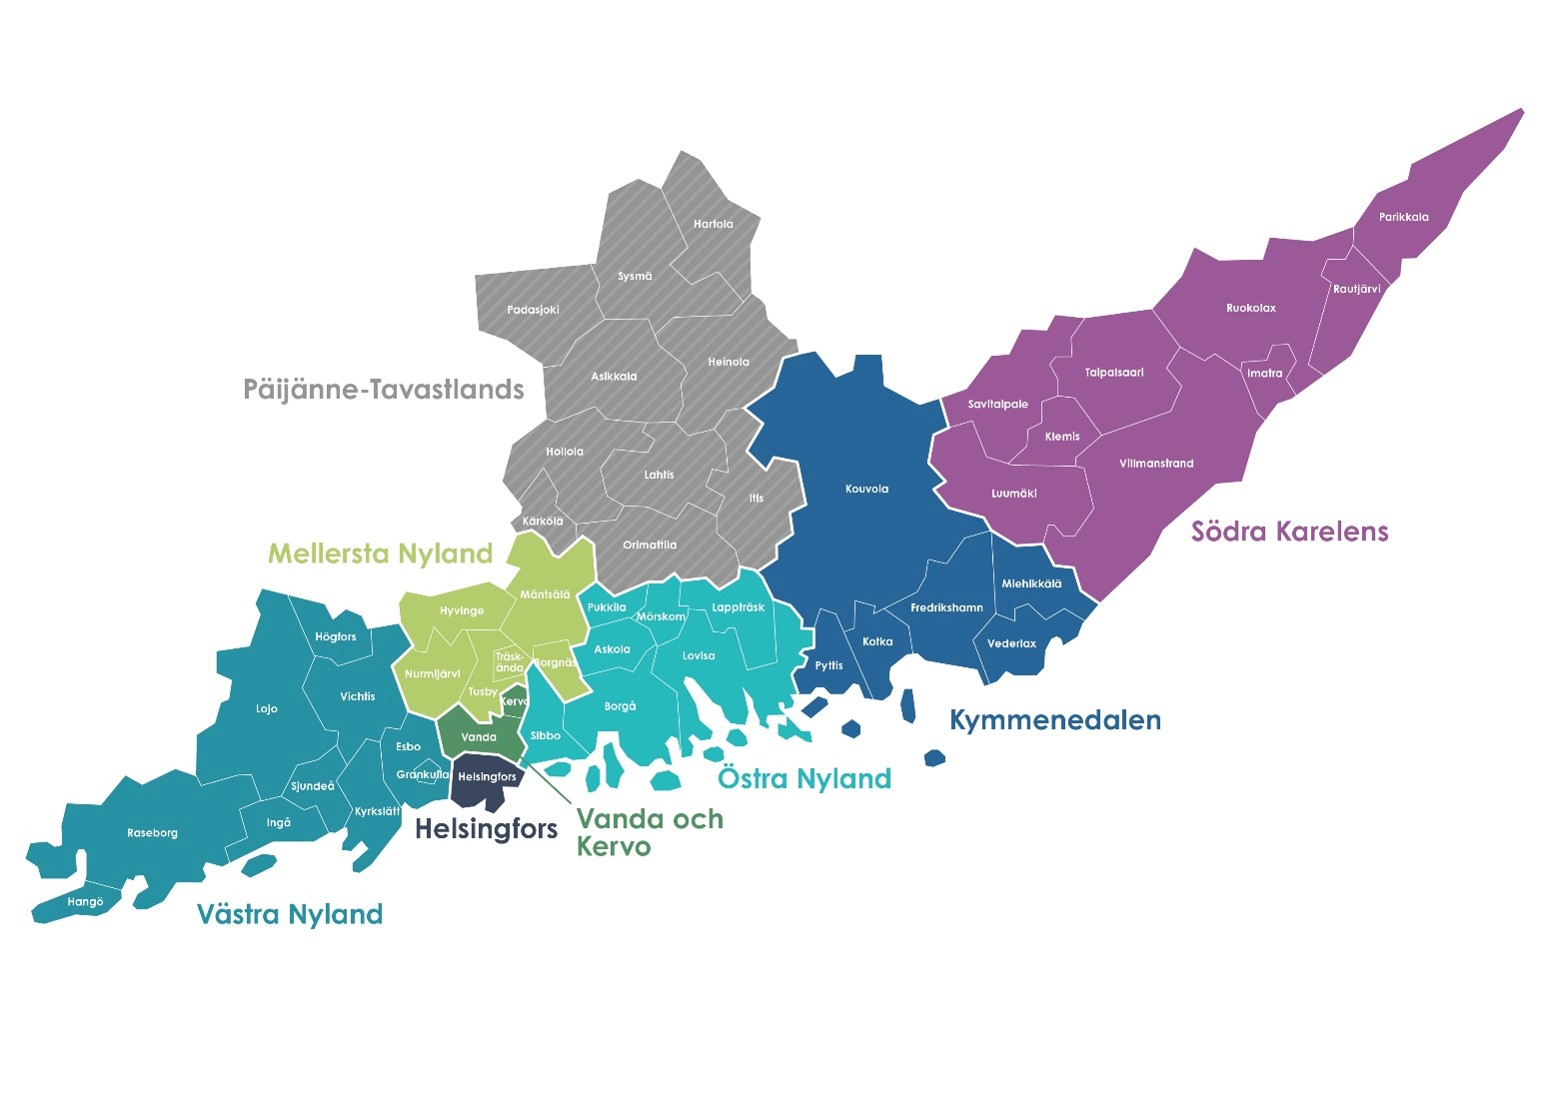 Parikkala
Hartola
Sysmä
Rautjärvi
Padasjoki
Ruokolax
Heinola
Taipalsaari
Imatra
Asikkala
Päijänne-Tavastlands
Savitaipale
Klemis
Hollola
Villmanstrand
Lahtis
Kouvola
Luumäki
Itis
Kärkölä
Södra Karelens
Orimattila
Mellersta Nyland
Miehikkälä
Mäntsälä
Pukkila
Lappträsk
Fredrikshamn
Hyvinge
Mörskom
Högfors
Kotka
Vederlax
Askola
Lovisa
Träsk-
ända
Borgnäs
Pyttis
Nurmijärvi
Tusby
Vichtis
Kervo
Lojo
Borgå
Kymmenedalen
Vanda
Sibbo
Esbo
Grankulla
Helsingfors
Östra Nyland
Sjundeå
Kyrkslätt
Ingå
Vanda och
Kervo
Helsingfors
Raseborg
Hangö
Västra Nyland